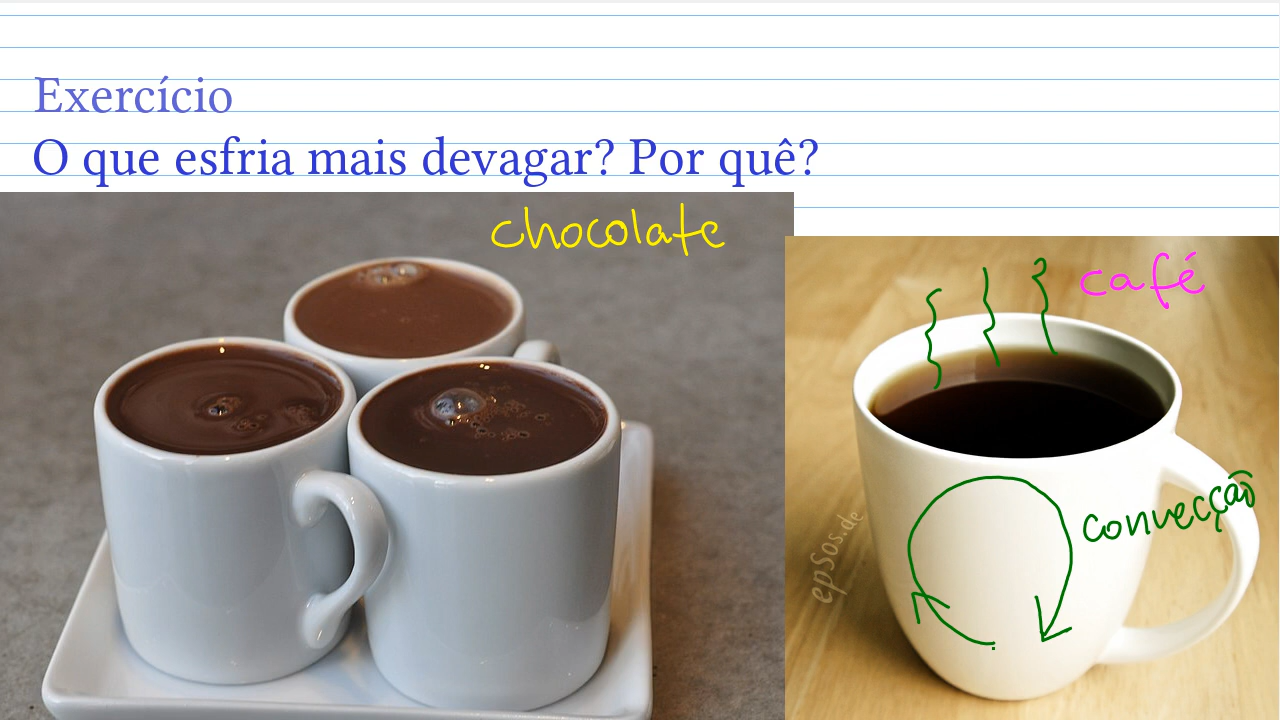 Exercício
O que esfria mais devagar? Por quê?
chocolate
café
convecção
epSos.de